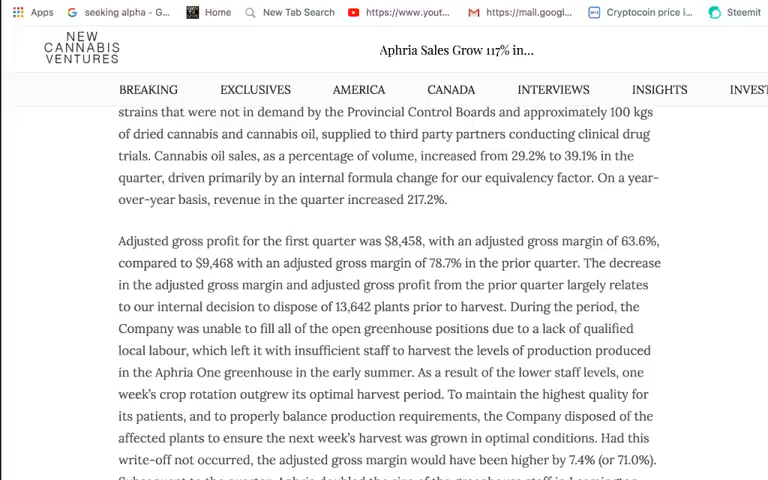 Apps
seeking alpha - G...
Home
New Tab Search
https://www.yout...
https://mail.googl...
Cryptocoin price i...
Steemit
NEW
CANNABIS
VENTURES
Aphria Sales Grow 117% in...
BREAKING
EXCLUSIVES
AMERICA
CANADA
INTERVIEWS
INSIGHTS
INVEST
strains that were not in demand by the Provincial Control Boards and approximately 100 kgs
of dried cannabis and cannabis oil, supplied to third party partners conducting clinical drug
trials. Cannabis oil sales, as a percentage of volume, increased from 29.2% to 39.1% in the
quarter, driven primarily by an internal formula change for our equivalency factor. On a year-
over-year basis, revenue in the quarter increased 217.2%.
Adjusted gross profit for the first quarter was $8,458, with an adjusted gross margin of 63.6%,
compared to $9,468 with an adjusted gross margin of 78.7% in the prior quarter. The decrease
in the adjusted gross margin and adjusted gross profit from the prior quarter largely relates
to our internal decision to dispose of 13,642 plants prior to harvest. During the period, the
Company was unable to fill all of the open greenhouse positions due to a lack of qualified
local labour, which left it with insufficient staff to harvest the levels of production produced
in the Aphria One greenhouse in the early summer. As a result of the lower staff levels, one
week's crop rotation outgrew its optimal harvest period. To maintain the highest quality for
its patients, and to properly balance production requirements, the Company disposed of the
affected plants to ensure the next week's harvest was grown in optimal conditions. Had this
write-off not occurred, the adjusted gross margin would have been higher by 7.4% (or 71.0%).
Subsequent to the quarter, Aphria doubled the size of the greenhouse staff in Leamington